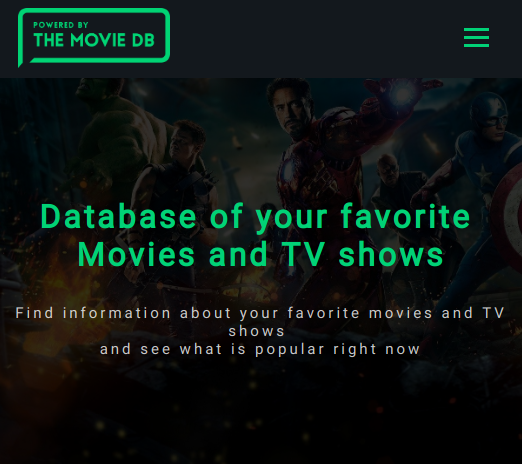 POWERED BY
THE MOVIE DB
Database of your favorite
Movies and TV shows
Find information about your favorite movies and TV
shows
and see what is popular right now